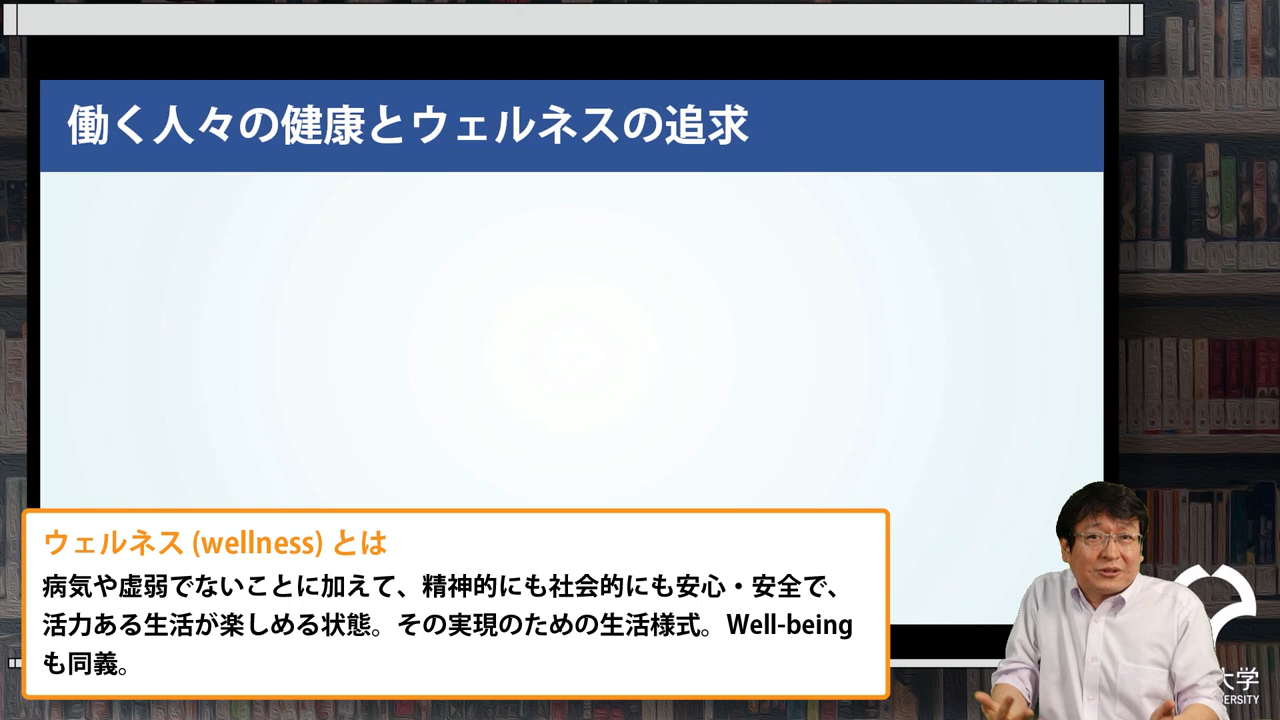 働く人々の健康とウェルネスの追求
ウェルネス (wellness) とは
病気や虚弱でないことに加えて、精神的にも社会的にも安心・安全で、
活力ある生活が楽しめる状態。その実現のための生活様式。Well-being
も同義。
大学
ERSITY